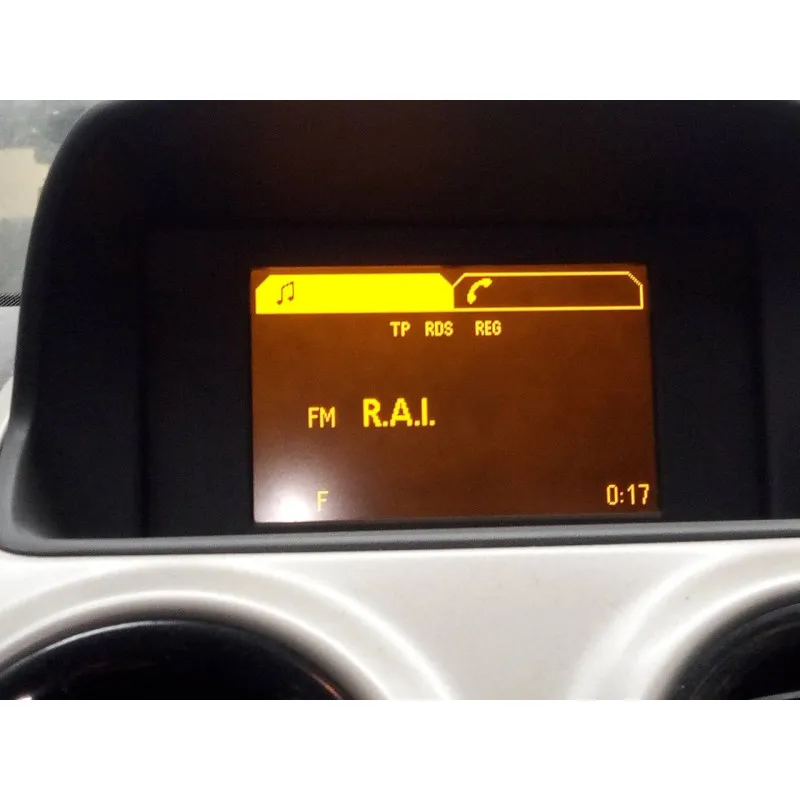 TP RDS REG
FM R.A.I.
F 0:17